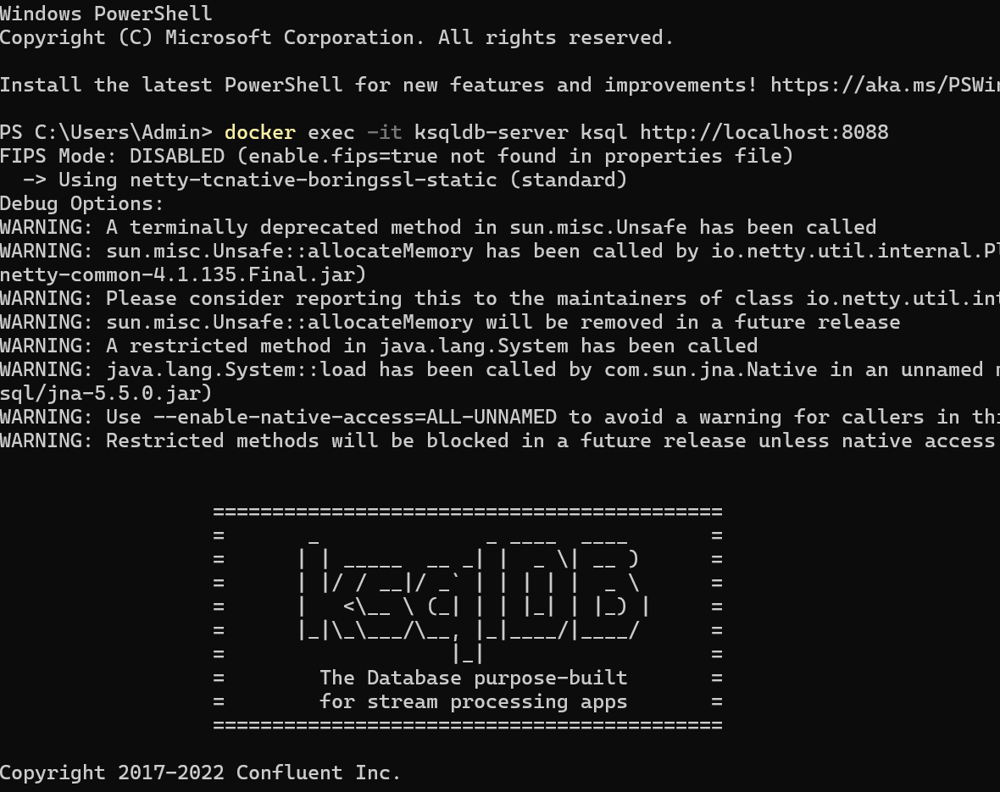 Windows PowerShell
Copyright (C) Microsoft Corporation. All rights reserved.
Install the latest PowerShell for new features and improvements! https://aka.ms/PSWin
PS C:\Users\Admin> docker exec -it ksqldb-server ksql http://localhost:8088
FIPS Mode: DISABLED (enable.fips=true not found in properties file)
  -> Using netty-tcnative-boringssl-static (standard)
Debug Options:
WARNING: A terminally deprecated method in sun.misc.Unsafe has been called
WARNING: sun.misc.Unsafe::allocateMemory has been called by io.netty.util.internal.Pl
netty-common-4.1.135.Final.jar)
WARNING: Please consider reporting this to the maintainers of class io.netty.util.int
WARNING: sun.misc.Unsafe::allocateMemory will be removed in a future release
WARNING: A restricted method in java.lang.System has been called
WARNING: java.lang.System::load has been called by com.sun.jna.Native in an unnamed m
sql/jna-5.5.0.jar)
WARNING: Use --enable-native-access=ALL-UNNAMED to avoid a warning for callers in thi
WARNING: Restricted methods will be blocked in a future release unless native access
ksqlDB
The Database purpose-built
for stream processing apps
Copyright 2017-2022 Confluent Inc.